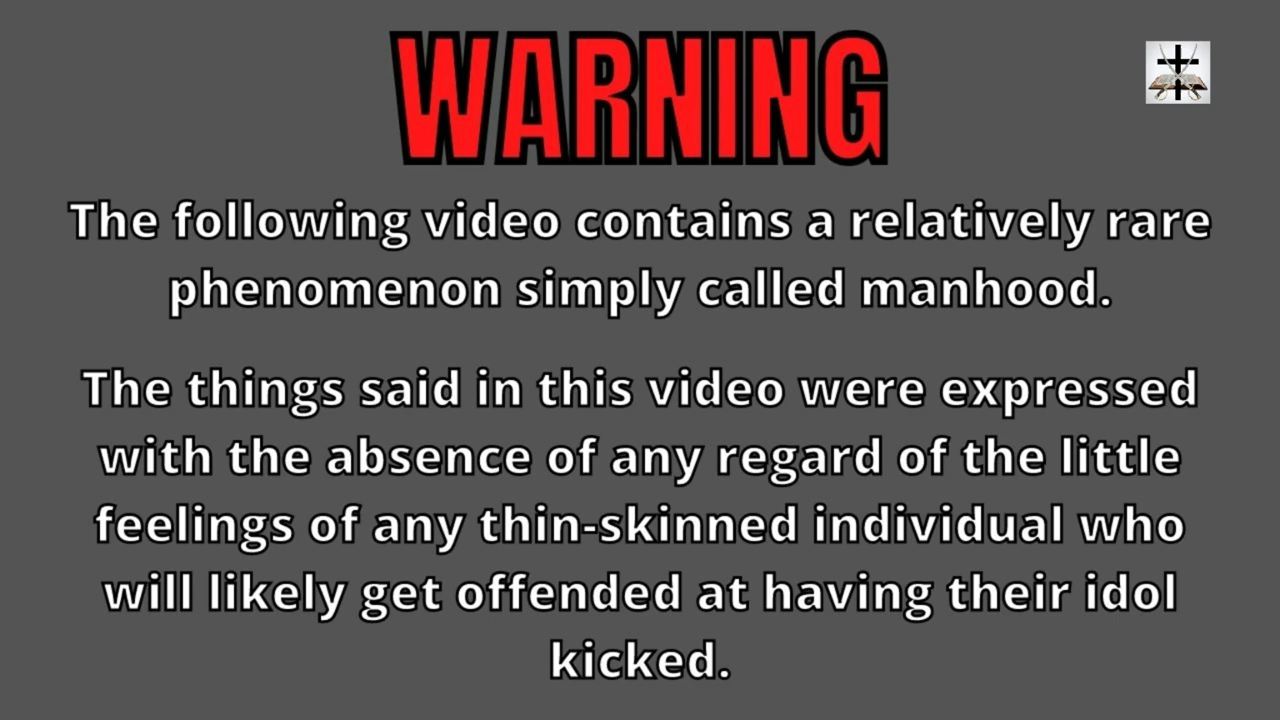 WARNING
The following video contains a relatively rare
phenomenon simply called manhood.
The things said in this video were expressed
with the absence of any regard of the little
feelings of any thin-skinned individual who
will likely get offended at having their idol
kicked.